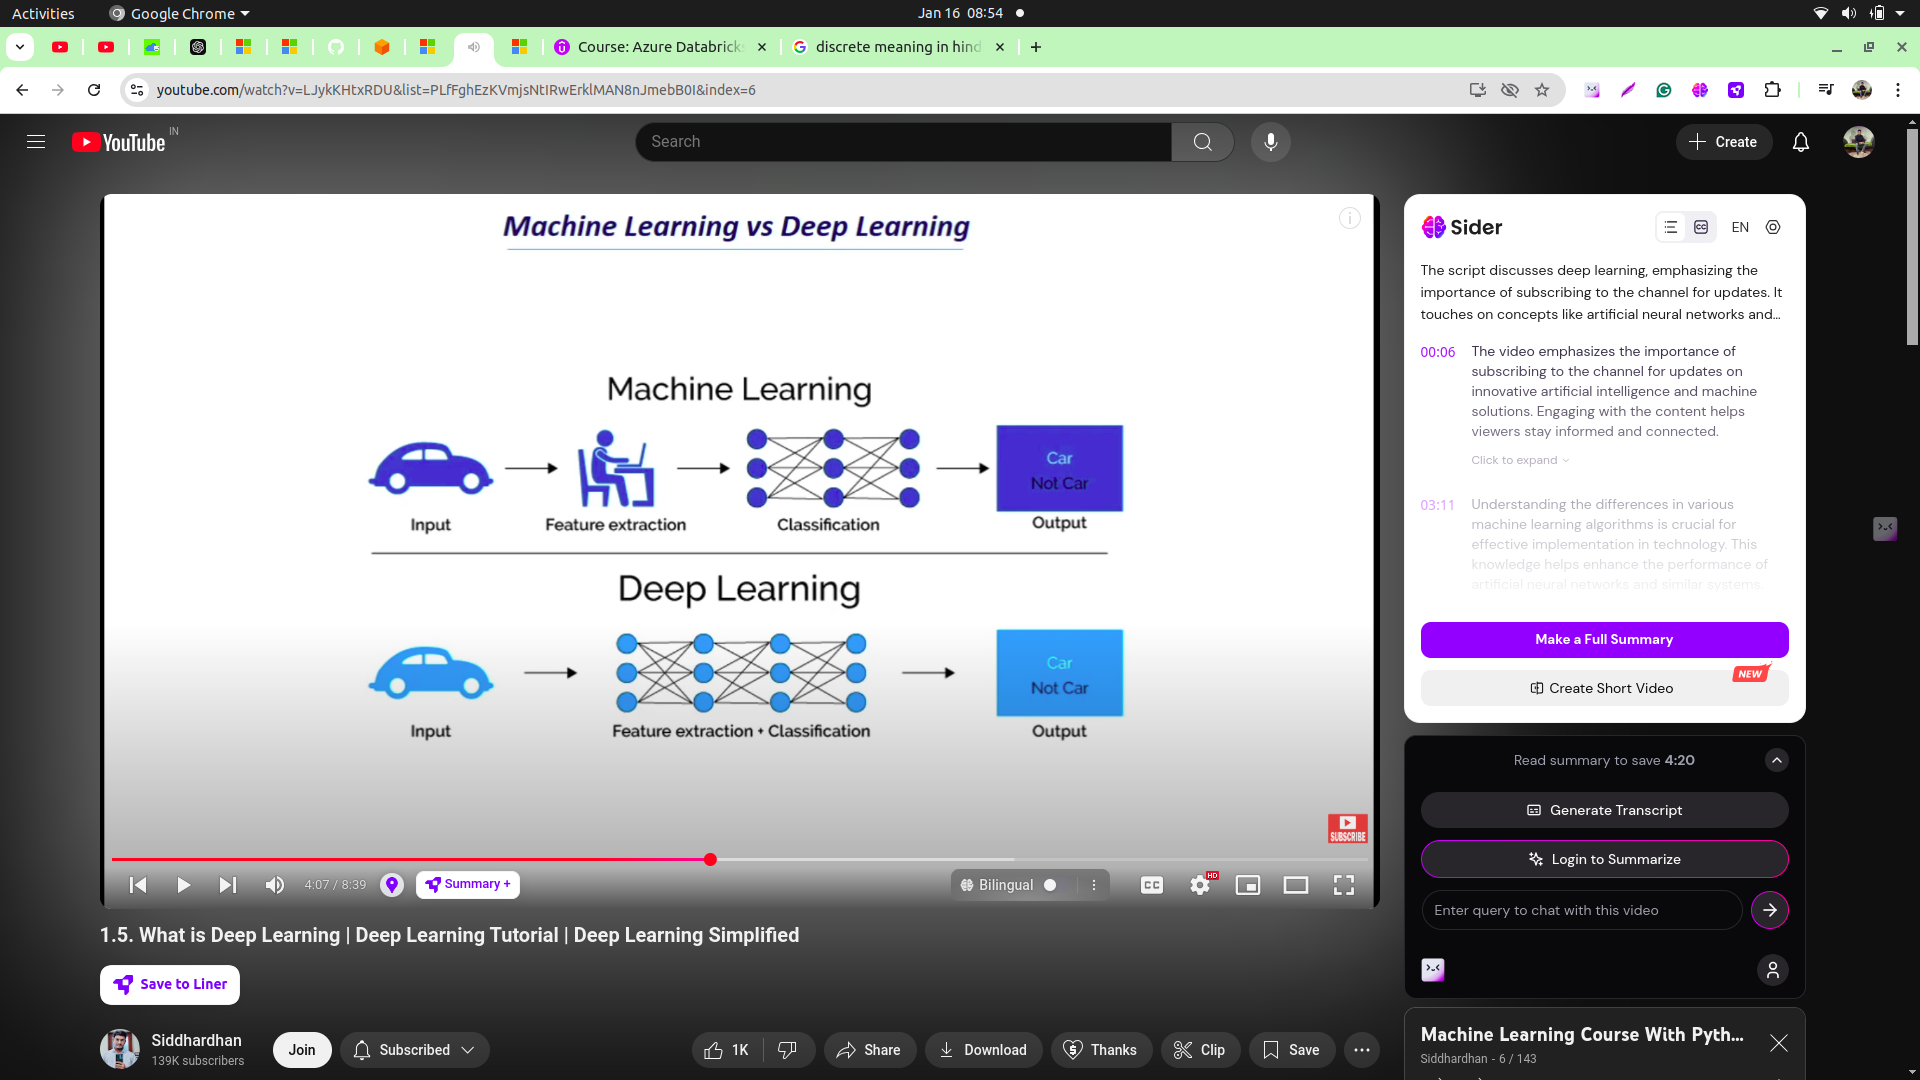 Activities
Google Chrome
Jan 16 08:54
Course: Azure Databricks
discrete meaning in hind
youtube.com/watch?v=LJykKHtxRDU&list=PLfFghEzKVmjsNtIRwErklMAN8nJmebB0I&index=6
YouTube IN
Search
Create
Machine Learning vs Deep Learning
Machine Learning
Input
Feature extraction
Classification
Car
Not Car
Output
Deep Learning
Input
Feature extraction + Classification
Car
Not Car
Output
SUBSCRIBE
4:07 / 8:39
Summary +
Bilingual
CC
HD
1.5. What is Deep Learning | Deep Learning Tutorial | Deep Learning Simplified
Save to Liner
Siddhardhan
139K subscribers
Join
Subscribed
1K
Share
Download
Thanks
Clip
Save
Sider
EN
The script discusses deep learning, emphasizing the
importance of subscribing to the channel for updates. It
touches on concepts like artificial neural networks and...
00:06
The video emphasizes the importance of
subscribing to the channel for updates on
innovative artificial intelligence and machine
solutions. Engaging with the content helps
viewers stay informed and connected.
Click to expand
03:11
Understanding the differences in various
machine learning algorithms is crucial for
effective implementation in technology. This
knowledge helps enhance the performance of
artificial neural networks and similar systems.
Make a Full Summary
NEW
Create Short Video
Read summary to save 4:20
Generate Transcript
Login to Summarize
Enter query to chat with this video
Machine Learning Course With Pyth...
Siddhardhan - 6 / 143